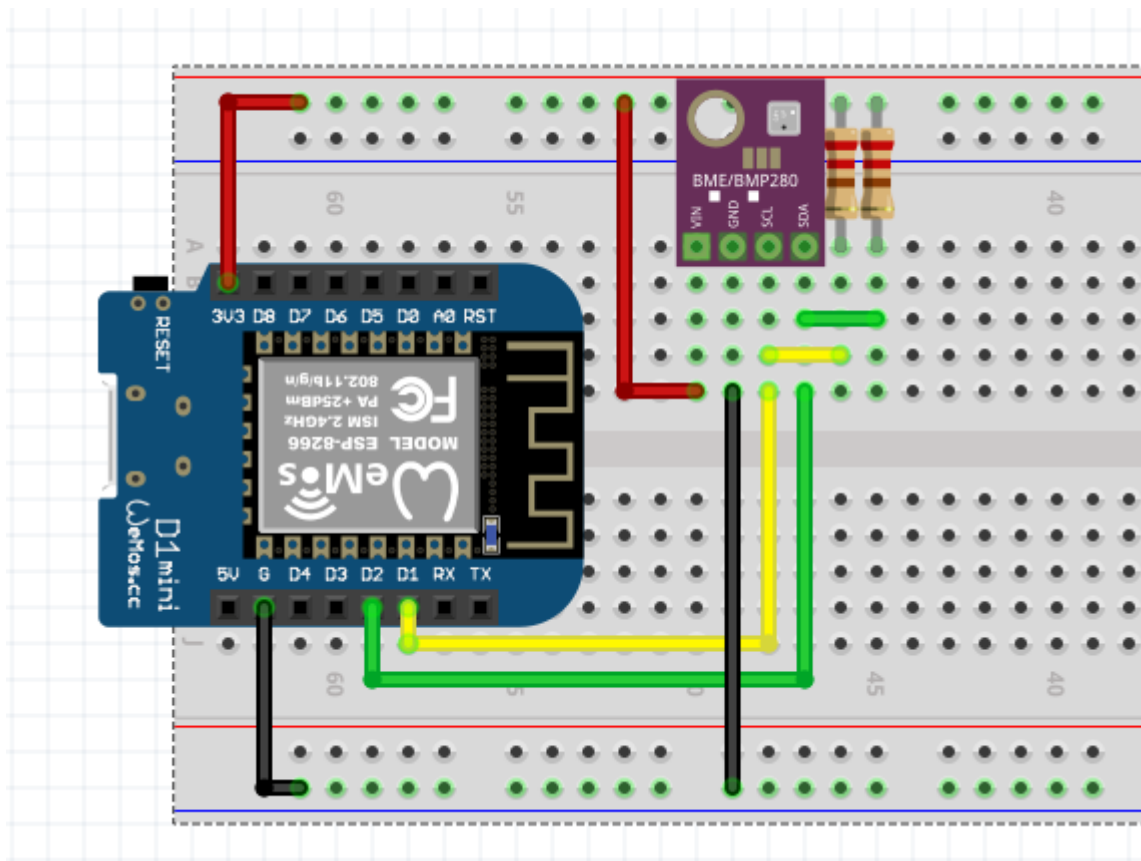 60
55
40
A
B
BME/BMP280
VIN
GND
SCL
SDA
3V3 D8 D7 D6 D5 D0 A0 RST
RESET
802.11b/g/n
PA +25dBm
ISM 2.4GHz
MODEL ESP-8266
FC
WeMos
D1mini
WeMos.cc
5V G D4 D3 D2 D1 RX TX
J
60
45
40